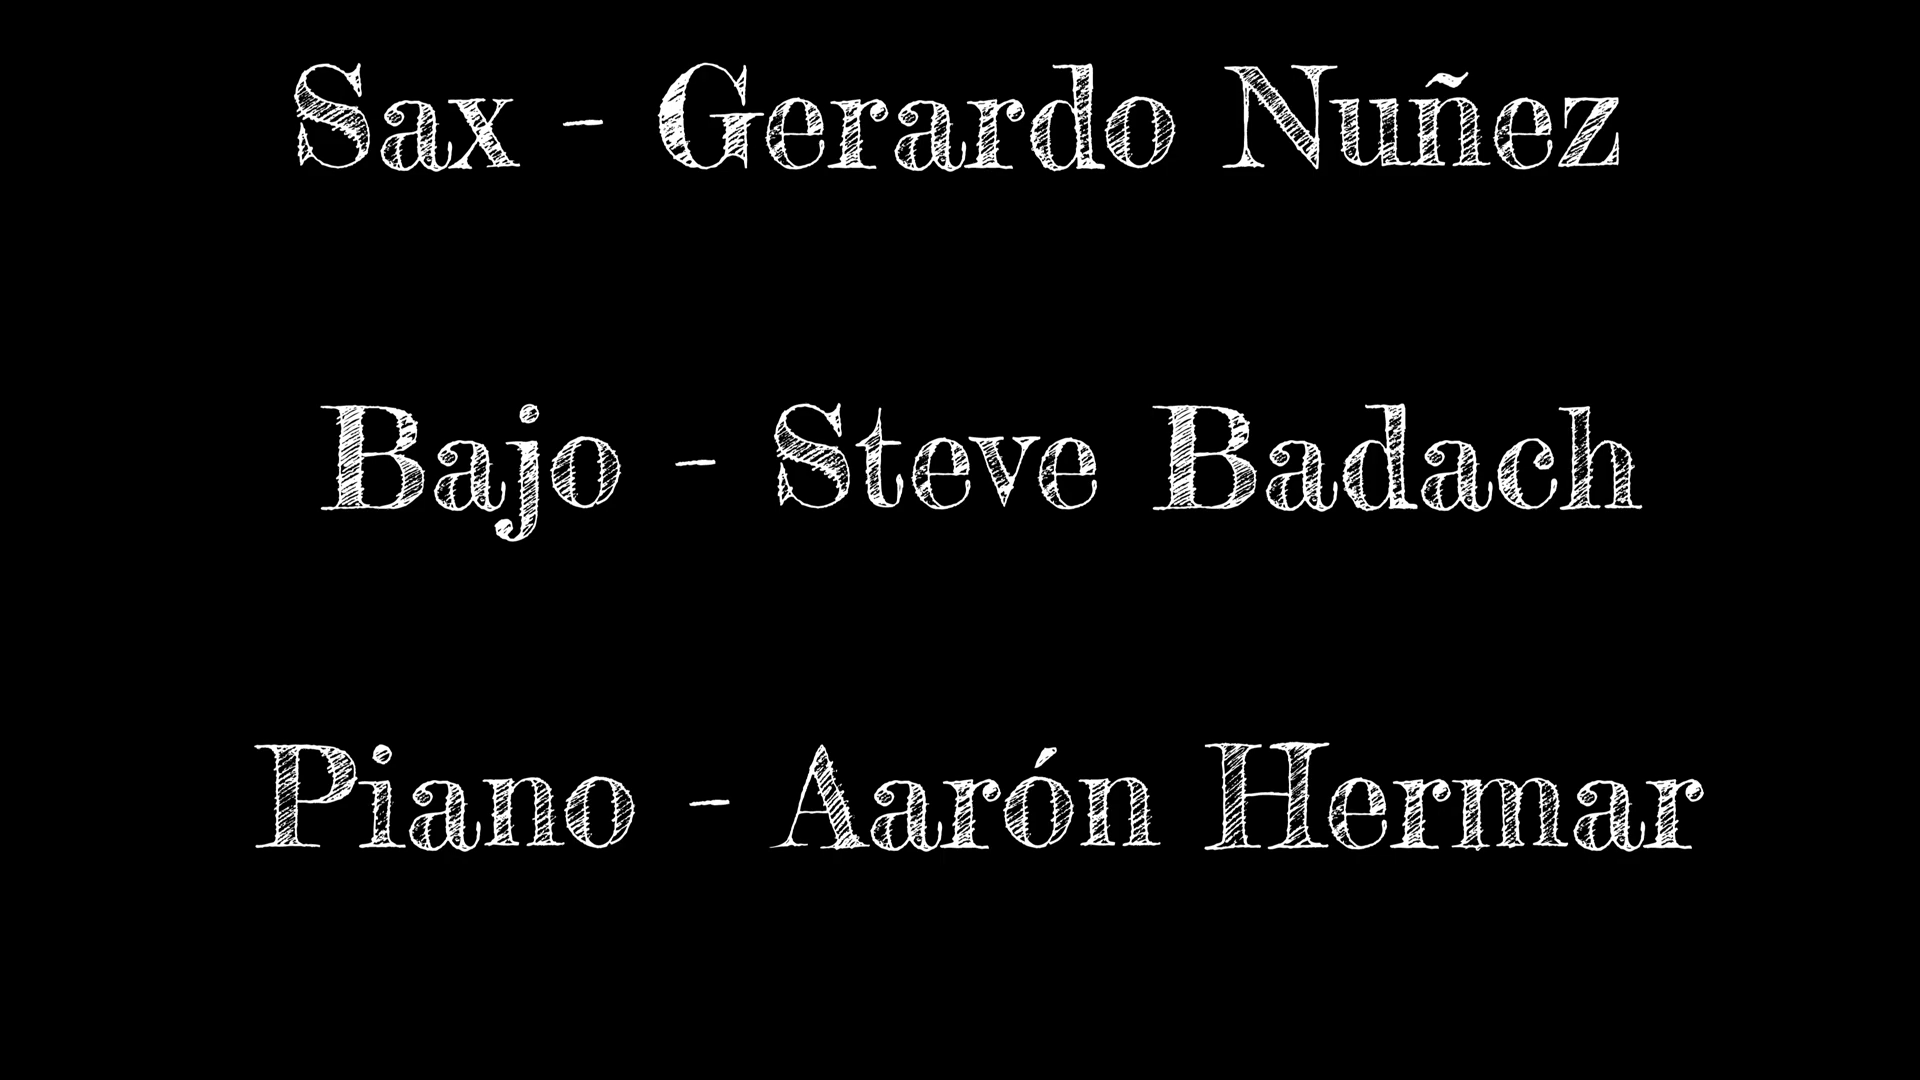 Sax - Gerardo Nuñez
Bajo - Steve Badach
Piano - Aarón Hermar